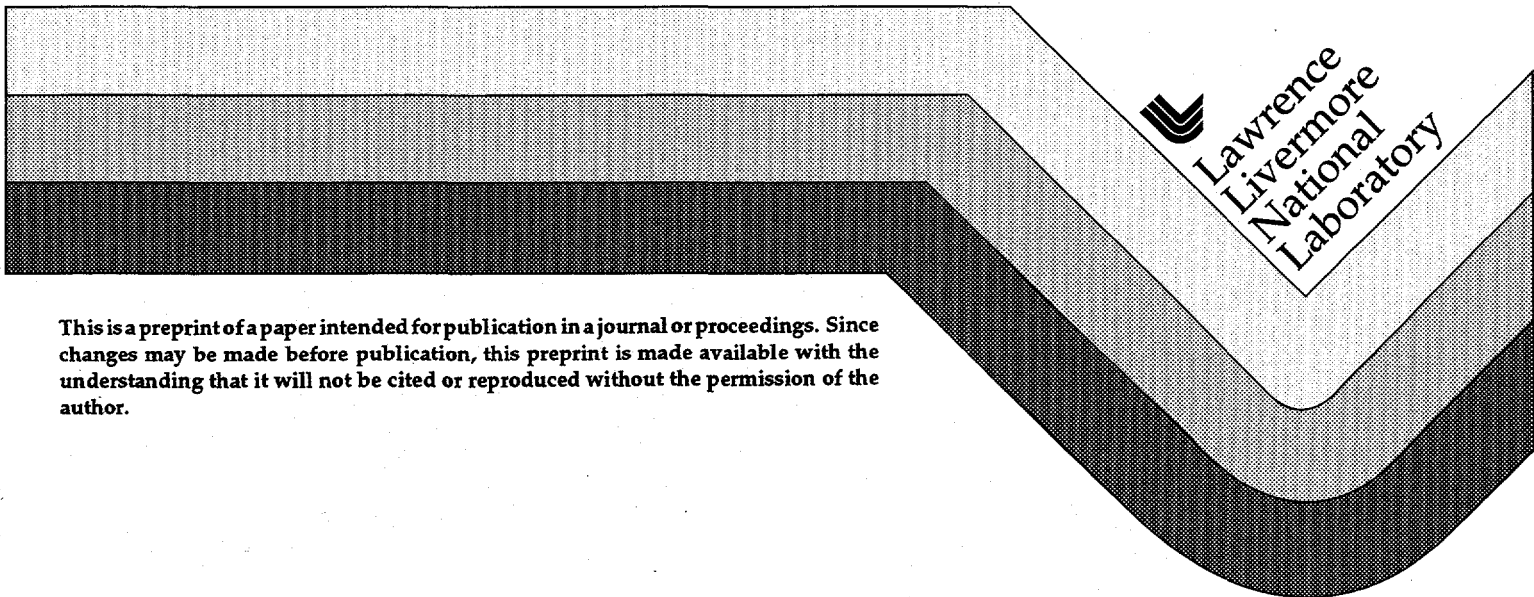 Lawrence
Livermore
National
Laboratory
This is a preprint of a paper intended for publication in a journal or proceedings. Since
changes may be made before publication, this preprint is made available with the
understanding that it will not be cited or reproduced without the permission of the
author.